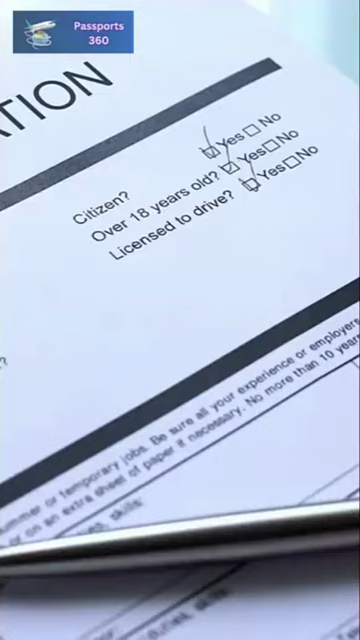 Passports
360
TION
Citizen? Yes No
Over 18 years old? Yes No
Licensed to drive? Yes No
?
summer or temporary jobs. Be sure all your experience or employers
or on an extra sheet of paper if necessary. No more than 10 years
skills: